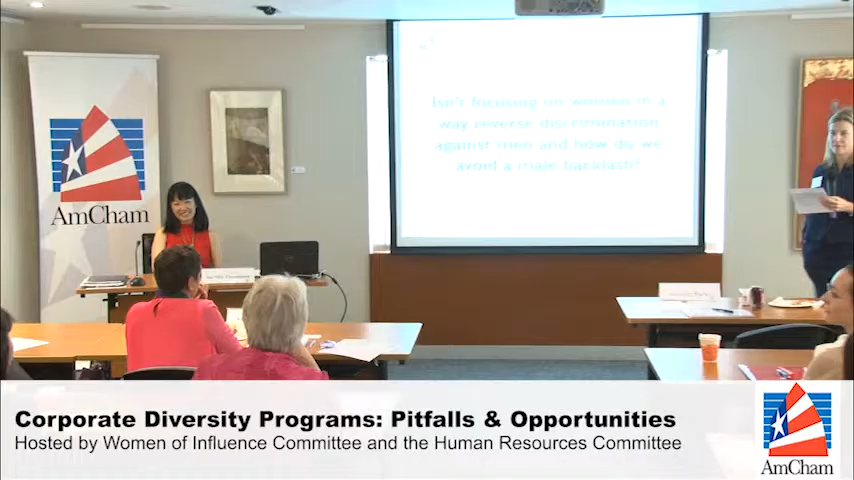 Isn't focusing on women in a
way reverse discrimination
against men and how do we
avoid a male backlash?
AmCham
Corporate Diversity Programs: Pitfalls & Opportunities
Hosted by Women of Influence Committee and the Human Resources Committee
AmCham